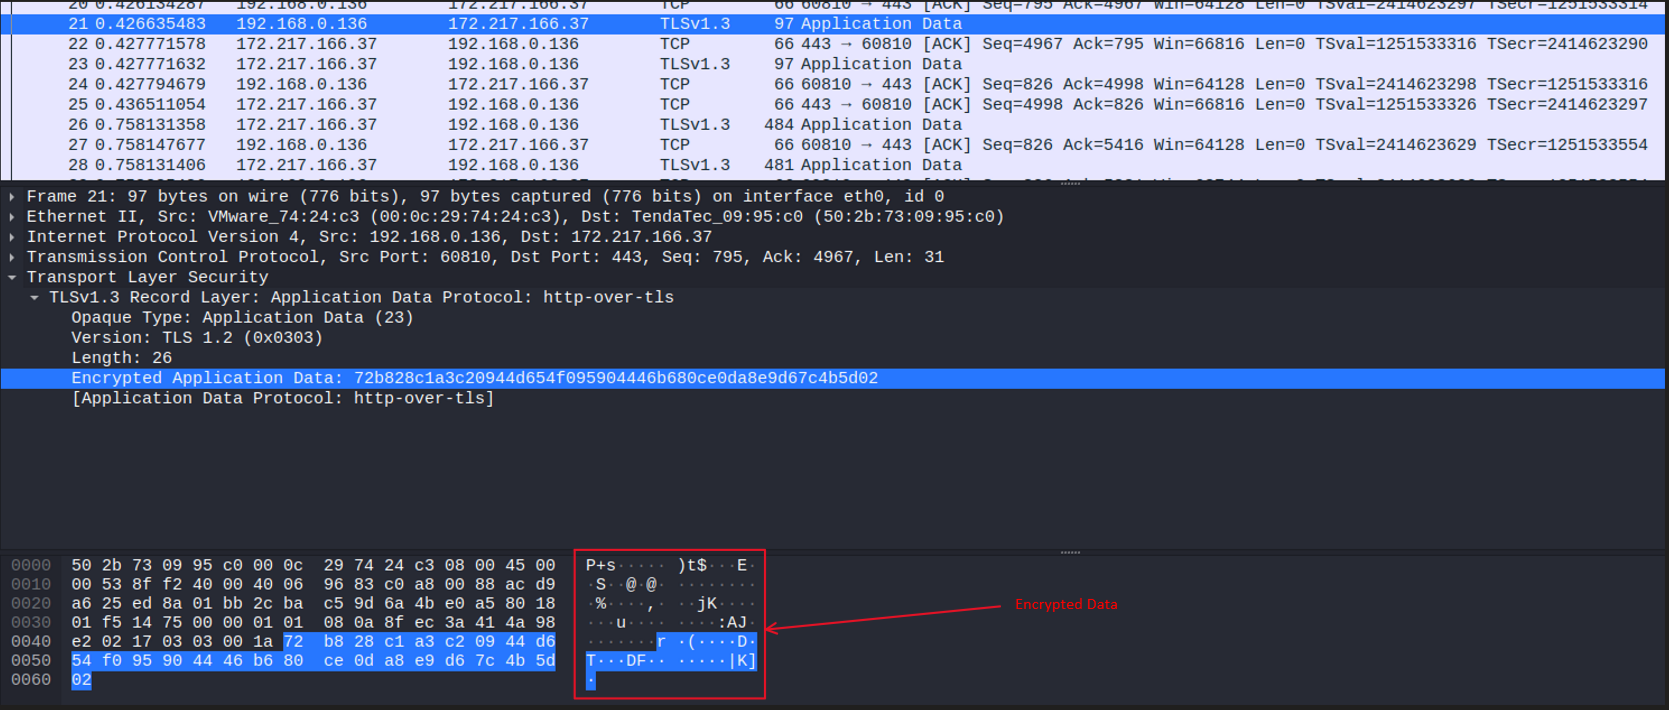 20 0.426134287 192.168.0.136 172.217.166.37 TCP 66 60810 → 443 [ACK] Seq=795 Ack=4967 Win=64128 Len=0 TSval=2414623297 TSecr=1251533314
21 0.426635483 192.168.0.136 172.217.166.37 TLSv1.3 97 Application Data
22 0.427771578 172.217.166.37 192.168.0.136 TCP 66 443 → 60810 [ACK] Seq=4967 Ack=795 Win=66816 Len=0 TSval=1251533316 TSecr=2414623290
23 0.427771632 172.217.166.37 192.168.0.136 TLSv1.3 97 Application Data
24 0.427794679 192.168.0.136 172.217.166.37 TCP 66 60810 → 443 [ACK] Seq=826 Ack=4998 Win=64128 Len=0 TSval=2414623298 TSecr=1251533316
25 0.436511054 172.217.166.37 192.168.0.136 TCP 66 443 → 60810 [ACK] Seq=4998 Ack=826 Win=66816 Len=0 TSval=1251533326 TSecr=2414623297
26 0.758131358 172.217.166.37 192.168.0.136 TLSv1.3 484 Application Data
27 0.758147677 192.168.0.136 172.217.166.37 TCP 66 60810 → 443 [ACK] Seq=826 Ack=5416 Win=64128 Len=0 TSval=2414623629 TSecr=1251533554
28 0.758131406 172.217.166.37 192.168.0.136 TLSv1.3 481 Application Data
Frame 21: 97 bytes on wire (776 bits), 97 bytes captured (776 bits) on interface eth0, id 0
Ethernet II, Src: VMware_74:24:c3 (00:0c:29:74:24:c3), Dst: TendaTec_09:95:c0 (50:2b:73:09:95:c0)
Internet Protocol Version 4, Src: 192.168.0.136, Dst: 172.217.166.37
Transmission Control Protocol, Src Port: 60810, Dst Port: 443, Seq: 795, Ack: 4967, Len: 31
Transport Layer Security
TLSv1.3 Record Layer: Application Data Protocol: http-over-tls
Opaque Type: Application Data (23)
Version: TLS 1.2 (0x0303)
Length: 26
Encrypted Application Data: 72b828c1a3c20944d654f095904446b680ce0da8e9d67c4b5d02
[Application Data Protocol: http-over-tls]
0000 50 2b 73 09 95 c0 00 0c 29 74 24 c3 08 00 45 00 P+s·····)t$···E·
0010 00 53 8f f2 40 00 40 06 96 83 c0 a8 00 88 ac d9 ·S··@·@·········
0020 a6 25 ed 8a 01 bb 2c ba c5 9d 6a 4b e0 a5 80 18 ·%····,···jK····
0030 01 f5 14 75 00 00 01 01 08 0a 8f ec 3a 41 4a 98 ···u········:AJ·
0040 e2 02 17 03 03 00 1a 72 b8 28 c1 a3 c2 09 44 d6 ·······r·(····D·
0050 54 f0 95 90 44 46 b6 80 ce 0d a8 e9 d6 7c 4b 5d T···DF·······|K]
0060 02 ·
Encrypted Data